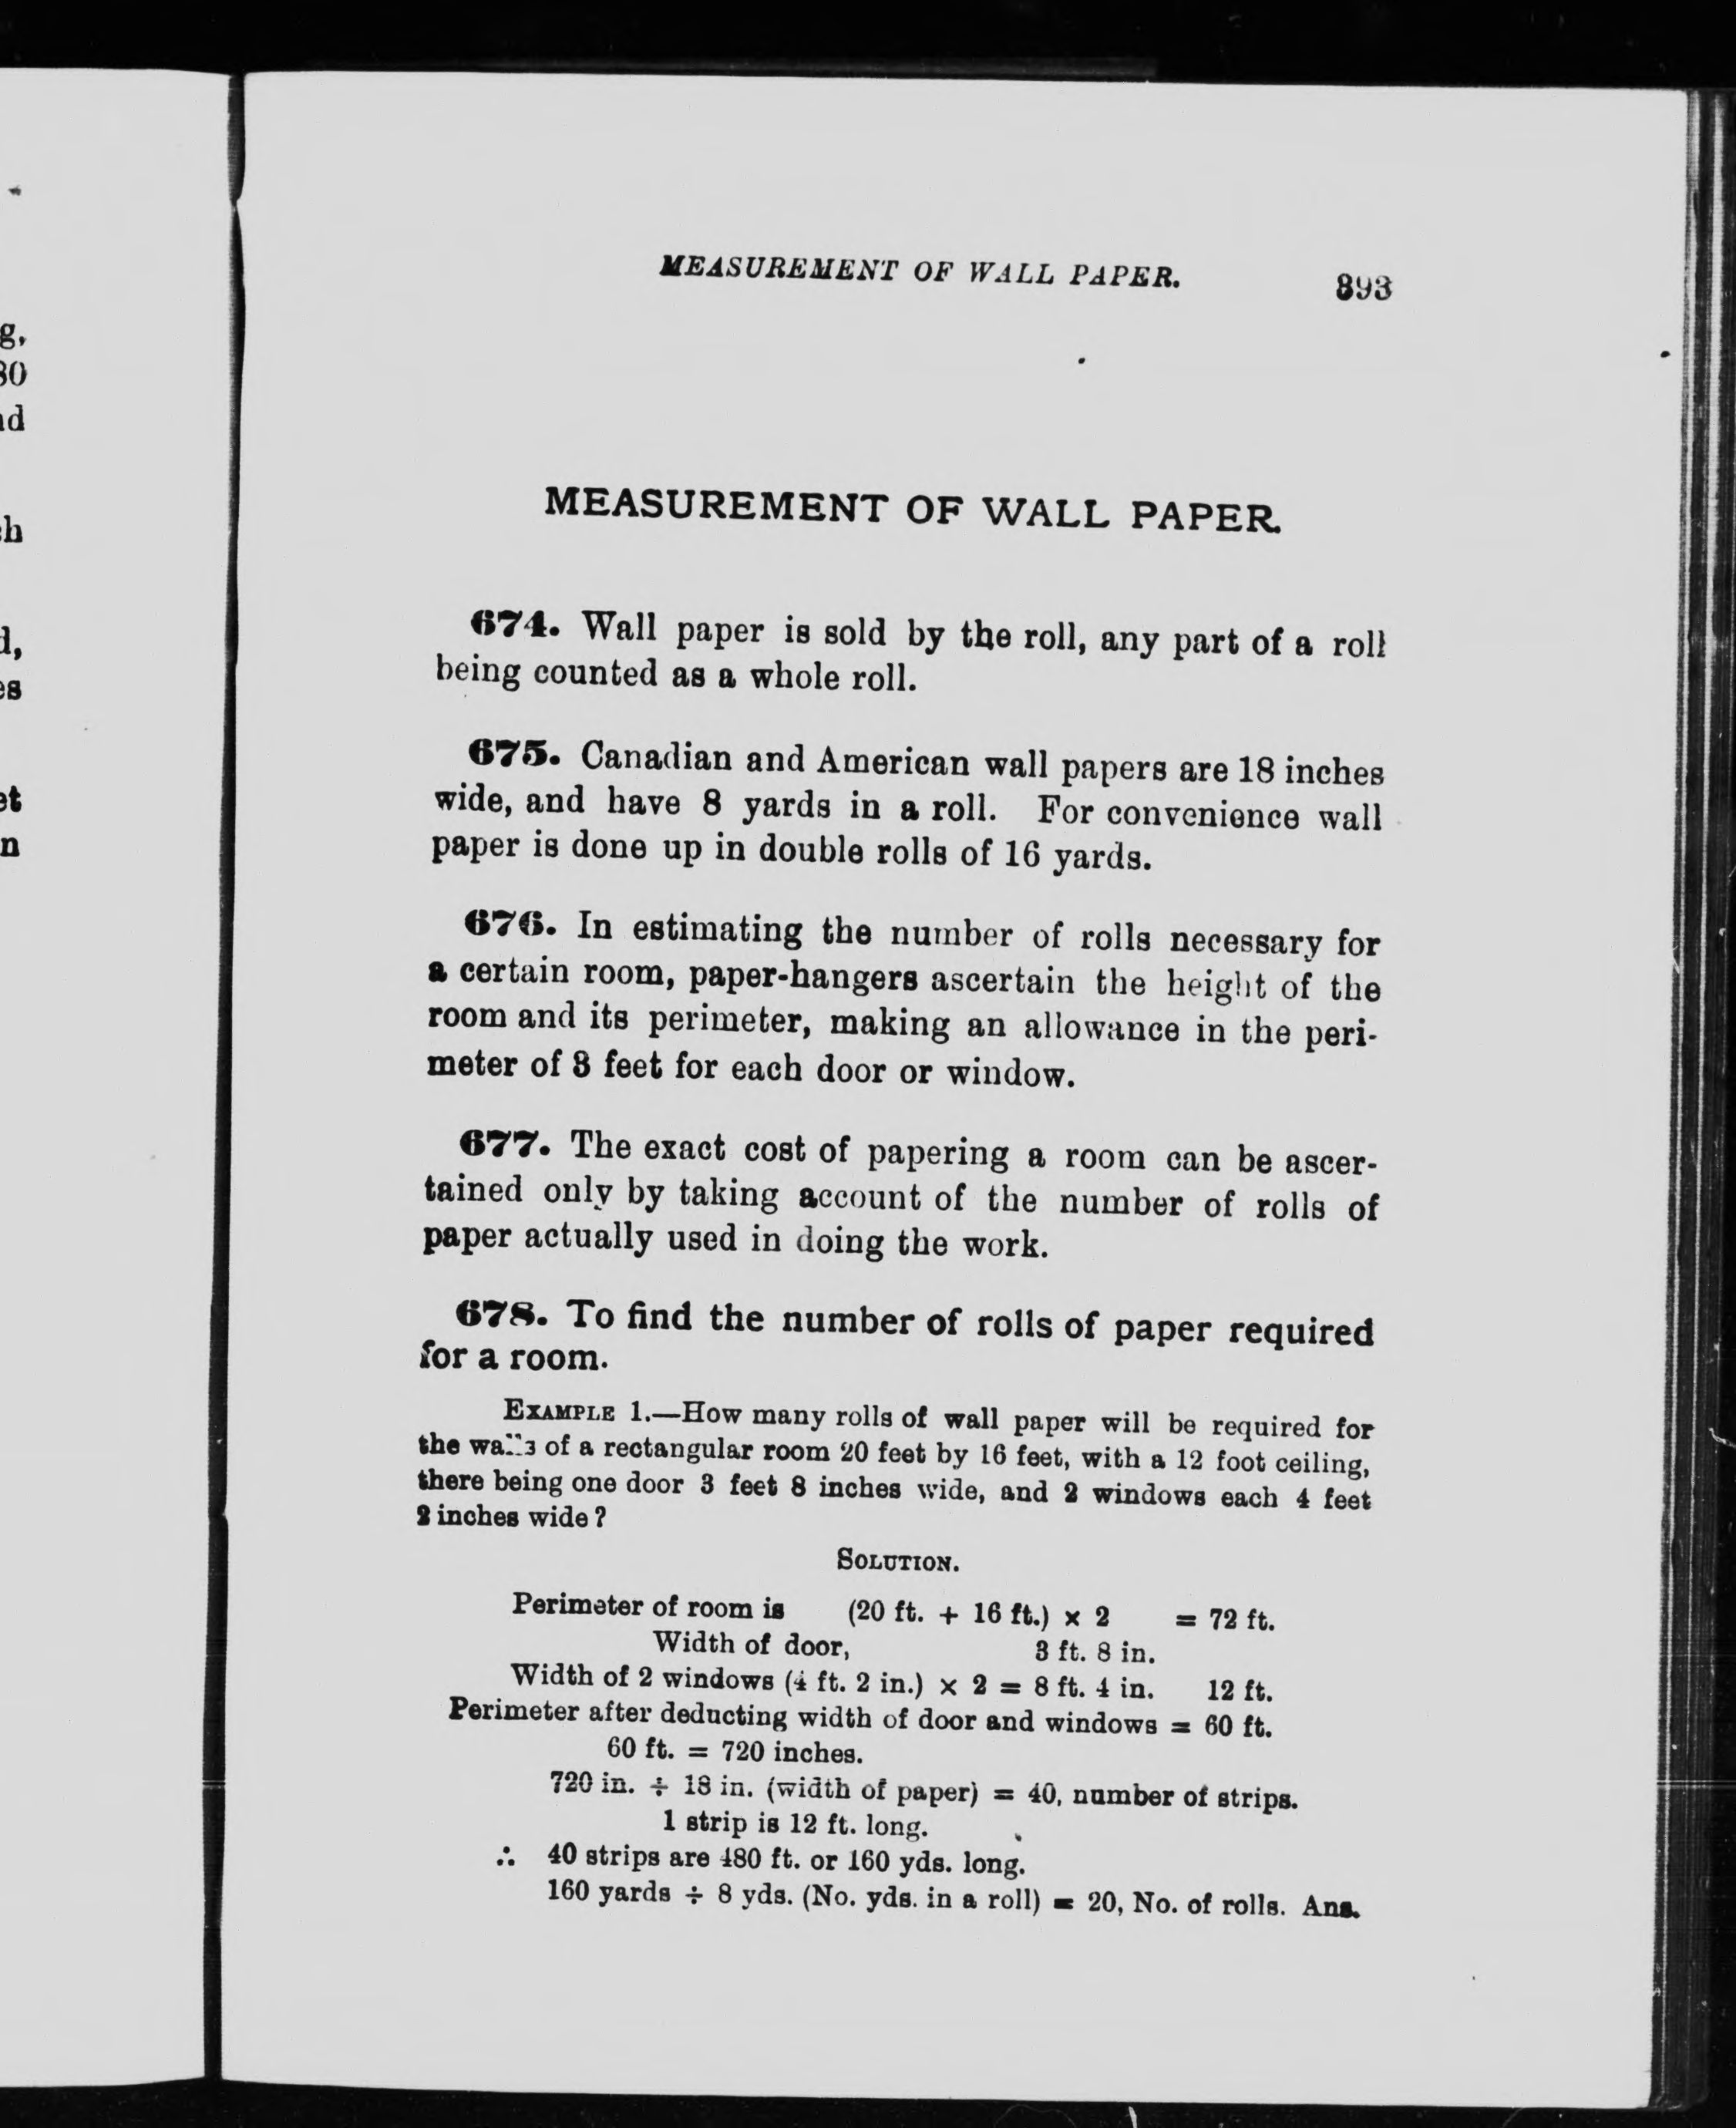 g,
80
nd
ch
d,
es
et
n
MEASUREMENT OF WALL PAPER. 393
MEASUREMENT OF WALL PAPER.
674. Wall paper is sold by the roll, any part of a roll
being counted as a whole roll.
675. Canadian and American wall papers are 18 inches
wide, and have 8 yards in a roll. For convenience wall
paper is done up in double rolls of 16 yards.
676. In estimating the number of rolls necessary for
a certain room, paper-hangers ascertain the height of the
room and its perimeter, making an allowance in the peri-
meter of 3 feet for each door or window.
677. The exact cost of papering a room can be ascer-
tained only by taking account of the number of rolls of
paper actually used in doing the work.
678. To find the number of rolls of paper required
for a room.
EXAMPLE 1.—How many rolls of wall paper will be required for
the walls of a rectangular room 20 feet by 16 feet, with a 12 foot ceiling,
there being one door 3 feet 8 inches wide, and 2 windows each 4 feet
2 inches wide?
SOLUTION.
Perimeter of room is (20 ft. + 16 ft.) × 2 = 72 ft.
Width of door, 3 ft. 8 in.
Width of 2 windows (4 ft. 2 in.) × 2 = 8 ft. 4 in. 12 ft.
Perimeter after deducting width of door and windows = 60 ft.
60 ft. = 720 inches.
720 in. ÷ 18 in. (width of paper) = 40, number of strips.
1 strip is 12 ft. long.
∴ 40 strips are 480 ft. or 160 yds. long.
160 yards ÷ 8 yds. (No. yds. in a roll) = 20, No. of rolls. Ans.